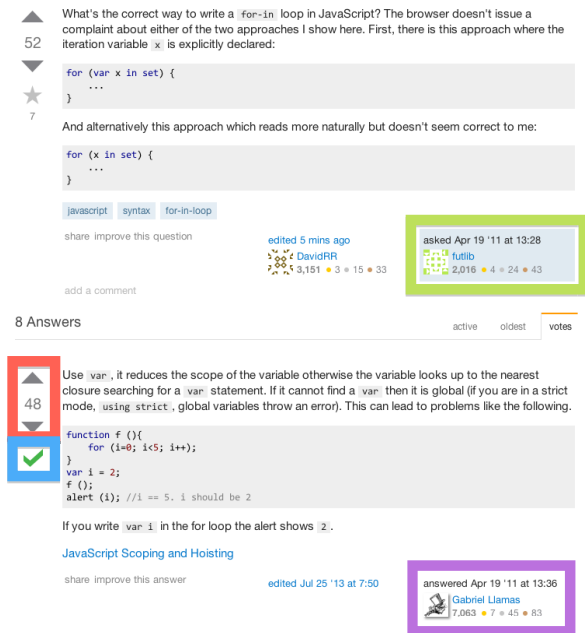 What's the correct way to write a for-in loop in JavaScript? The browser doesn't issue a
complaint about either of the two approaches I show here. First, there is this approach where the
52
iteration variable x is explicitly declared:
for (var x in set) {
...
}
7
And alternatively this approach which reads more naturally but doesn't seem correct to me:
for (x in set) {
...
}
javascript syntax for-in-loop
share improve this question
edited 5 mins ago
DavidRR
3,151 3 15 33
asked Apr 19 '11 at 13:28
futlib
2,016 4 24 43
add a comment
8 Answers
active oldest votes
Use var, it reduces the scope of the variable otherwise the variable looks up to the nearest
closure searching for a var statement. If it cannot find a var then it is global (if you are in a strict
48
mode, using strict, global variables throw an error). This can lead to problems like the following.
function f (){
for (i=0; i<5; i++);
}
var i = 2;
f ();
alert (i); //i == 5. i should be 2
If you write var i in the for loop the alert shows 2.
JavaScript Scoping and Hoisting
share improve this answer
edited Jul 25 '13 at 7:50
answered Apr 19 '11 at 13:36
Gabriel Llamas
7,063 7 45 83